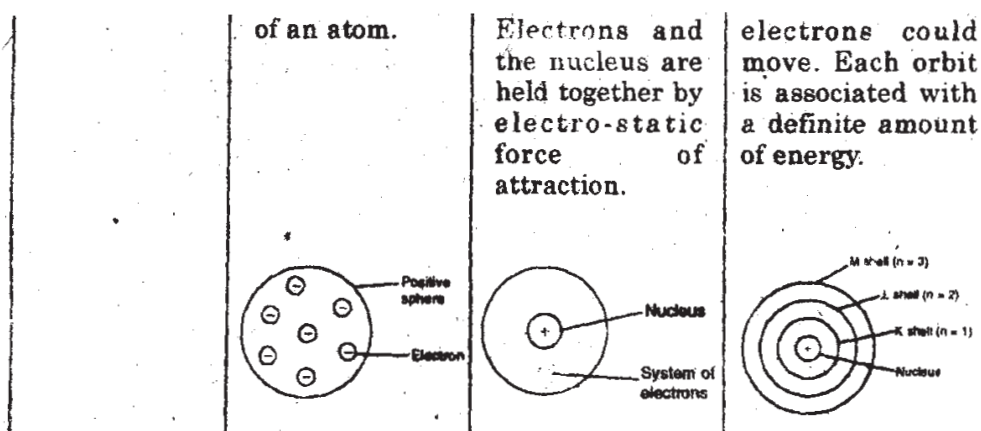 of an atom.
Electrons and
the nucleus are
held together by
electro-static
force of
attraction.
electrons could
move. Each orbit
is associated with
a definite amount
of energy.
Positive
sphere
Electron
Nucleus
System of
electrons
M shell (n = 3)
L shell (n = 2)
K shell (n = 1)
Nucleus